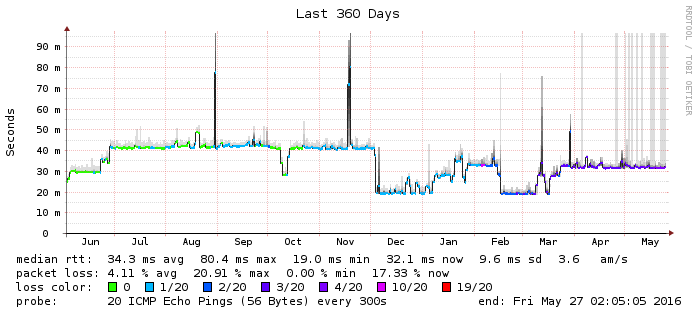 Last 360 Days
RRDTOOL / TOBI OETIKER
Seconds
90 m
80 m
70 m
60 m
50 m
40 m
30 m
20 m
10 m
0
Jun Jul Aug Sep Oct Nov Dec Jan Feb Mar Apr May
median rtt: 34.3 ms avg 80.4 ms max 19.0 ms min 32.1 ms now 9.6 ms sd 3.6 am/s
packet loss: 4.11 % avg 20.91 % max 0.00 % min 17.33 % now
loss color: 0 1/20 2/20 3/20 4/20 10/20 19/20
probe: 20 ICMP Echo Pings (56 Bytes) every 300s end: Fri May 27 02:05:05 2016